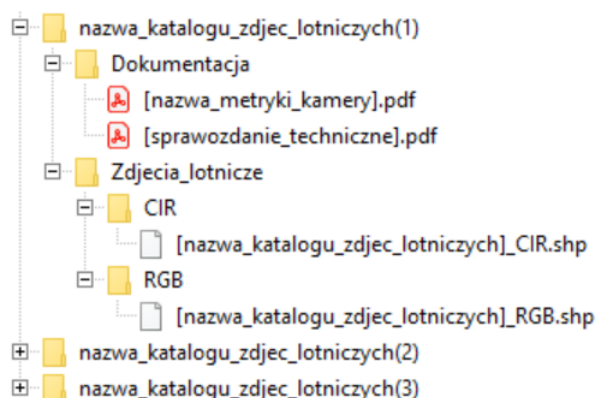 nazwa_katalogu_zdjec_lotniczych(1)
Dokumentacja
[nazwa_metryki_kamery].pdf
[sprawozdanie_techniczne].pdf
Zdjecia_lotnicze
CIR
[nazwa_katalogu_zdjec_lotniczych]_CIR.shp
RGB
[nazwa_katalogu_zdjec_lotniczych]_RGB.shp
nazwa_katalogu_zdjec_lotniczych(2)
nazwa_katalogu_zdjec_lotniczych(3)